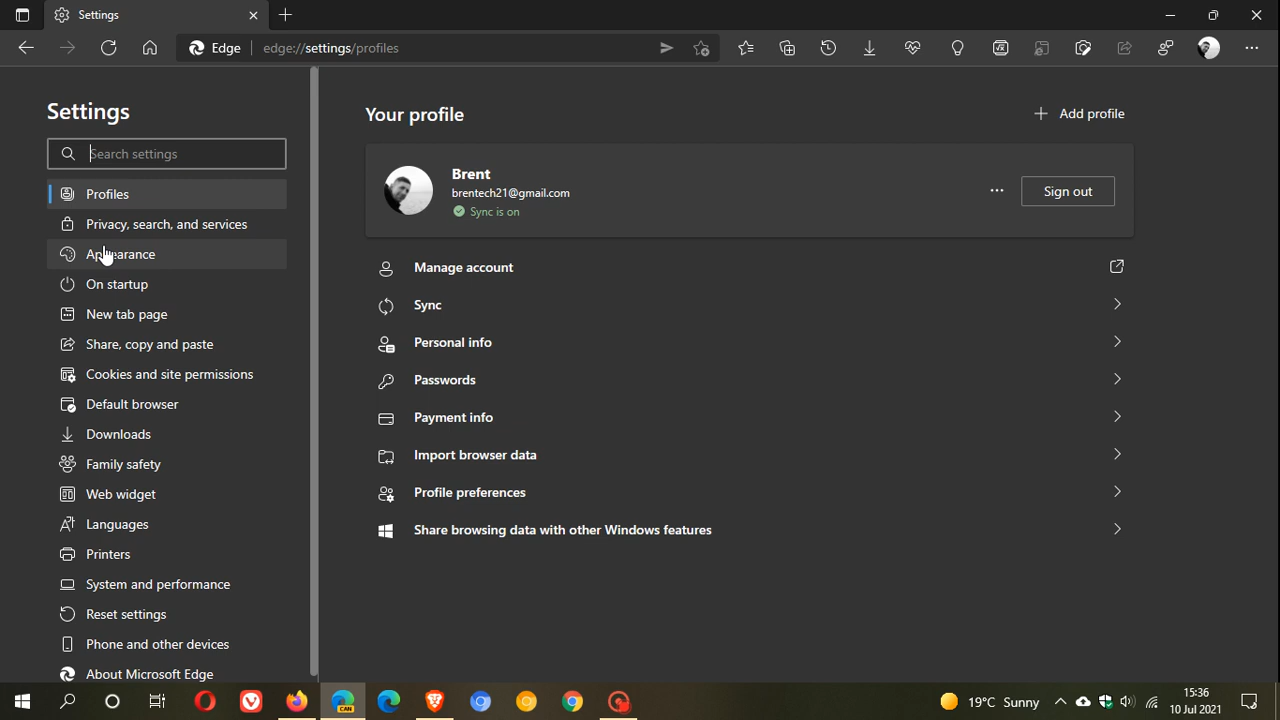 Settings
Edge
edge://settings/profiles
Settings
Search settings
Profiles
Privacy, search, and services
Appearance
On startup
New tab page
Share, copy and paste
Cookies and site permissions
Default browser
Downloads
Family safety
Web widget
Languages
Printers
System and performance
Reset settings
Phone and other devices
About Microsoft Edge
Your profile
Add profile
Brent
brentech21@gmail.com
Sync is on
Sign out
Manage account
Sync
Personal info
Passwords
Payment info
Import browser data
Profile preferences
Share browsing data with other Windows features
CAN
19°C Sunny
15:36
10 Jul 2021